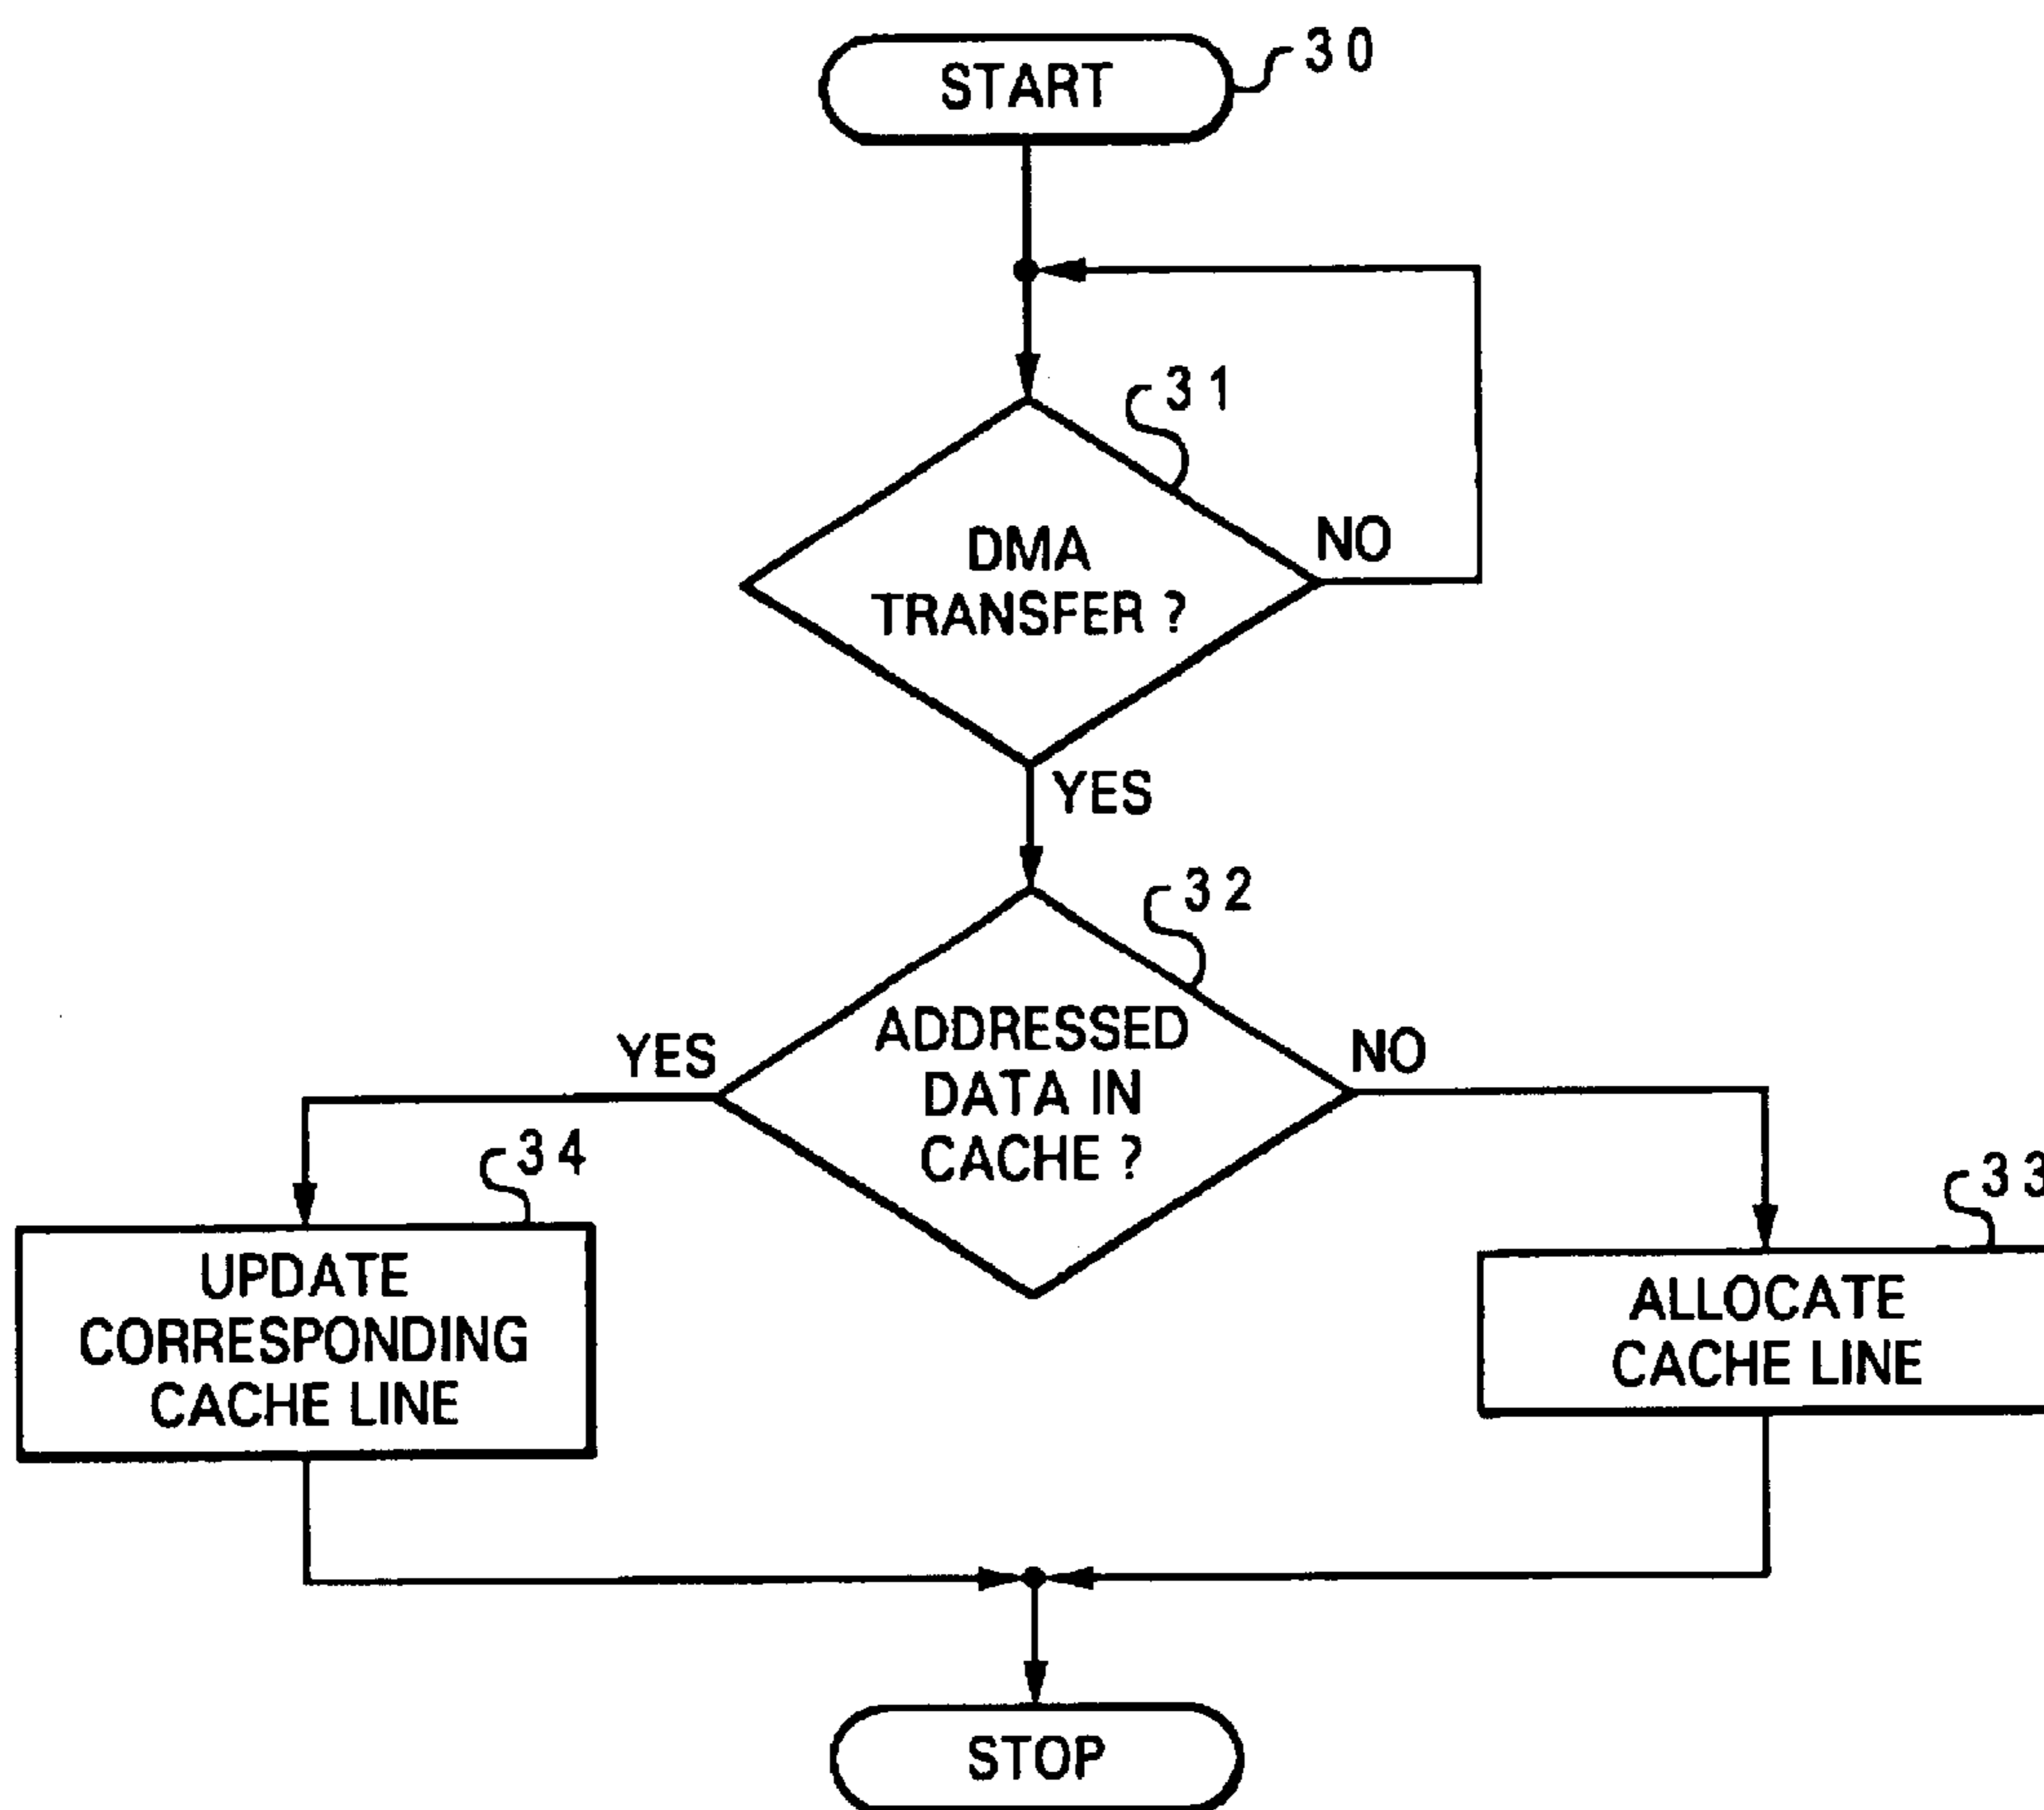 START
30
31
DMA
TRANSFER ?
NO
YES
32
ADDRESSED
DATA IN
CACHE ?
YES
NO
34
UPDATE
CORRESPONDING
CACHE LINE
33
ALLOCATE
CACHE LINE
STOP